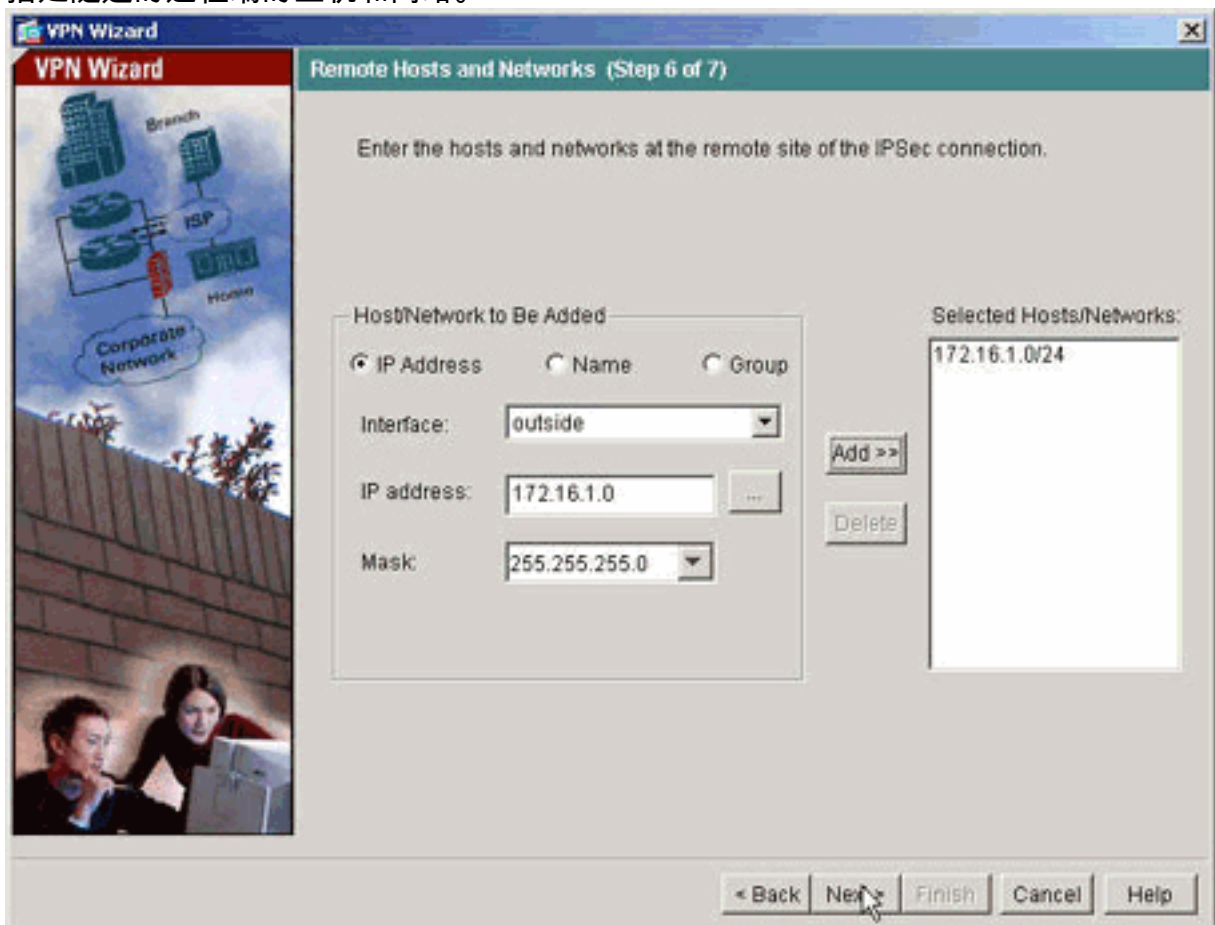 VPN Wizard
VPN Wizard
Remote Hosts and Networks (Step 6 of 7)
Branch
ISP
Home
Corporate
Network
Enter the hosts and networks at the remote site of the IPSec connection.
Host/Network to Be Added
IP Address
Name
Group
Interface:
outside
IP address:
172.16.1.0
...
Mask:
255.255.255.0
Add >>
Delete
Selected Hosts/Networks:
172.16.1.0/24
< Back
Next >
Finish
Cancel
Help